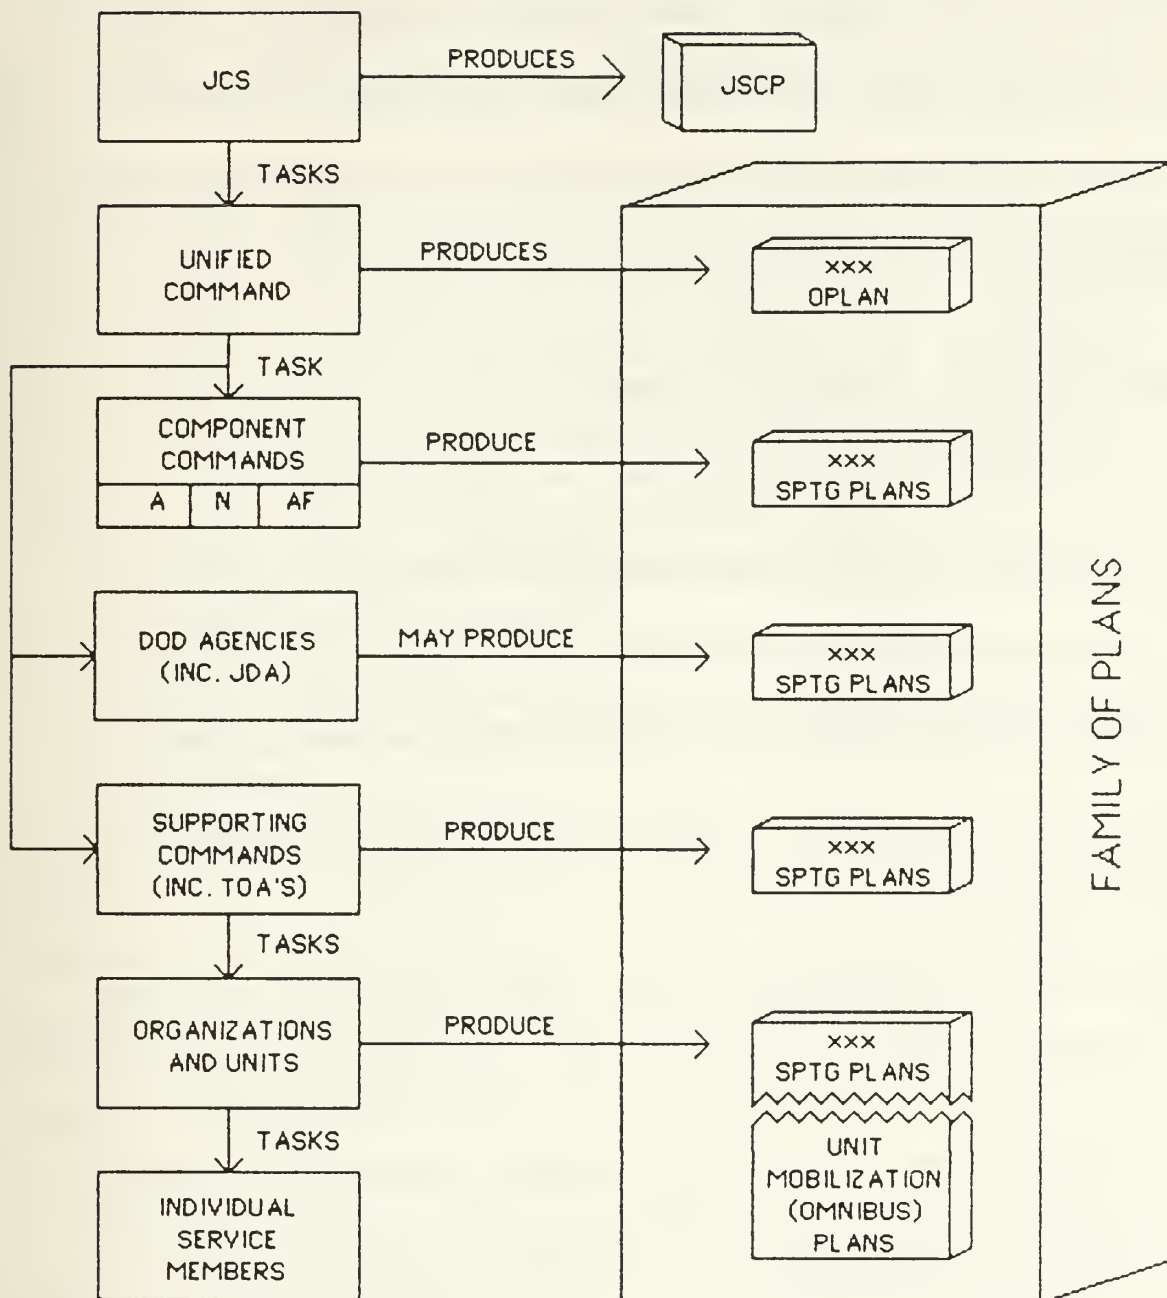 JCS
PRODUCES
JSCP
TASKS
UNIFIED
COMMAND
PRODUCES
XXX
OPLAN
TASK
COMPONENT
COMMANDS
A N AF
PRODUCE
XXX
SPTG PLANS
DOD AGENCIES
(INC. JDA)
MAY PRODUCE
XXX
SPTG PLANS
SUPPORTING
COMMANDS
(INC. TOA'S)
PRODUCE
XXX
SPTG PLANS
TASKS
ORGANIZATIONS
AND UNITS
PRODUCE
XXX
SPTG PLANS
UNIT
MOBILIZATION
(OMNIBUS)
PLANS
TASKS
INDIVIDUAL
SERVICE
MEMBERS
FAMILY OF PLANS